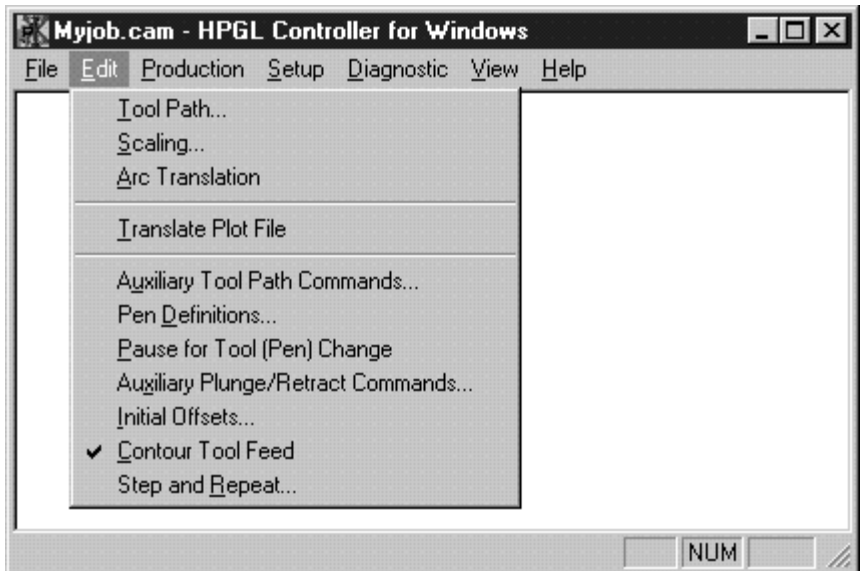 Myjob.cam - HPGL Controller for Windows
File Edit Production Setup Diagnostic View Help
Tool Path...
Scaling...
Arc Translation
Translate Plot File
Auxiliary Tool Path Commands...
Pen Definitions...
Pause for Tool (Pen) Change
Auxiliary Plunge/Retract Commands...
Initial Offsets...
Contour Tool Feed
Step and Repeat...
NUM